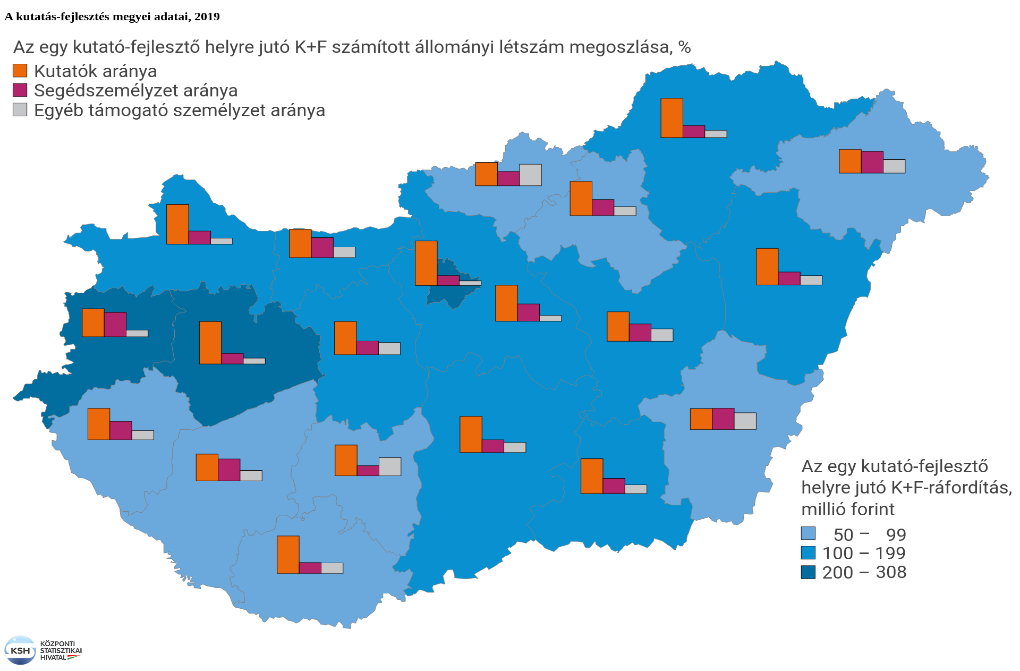 A kutatás-fejlesztés megyei adatai, 2019
Az egy kutató-fejlesztő helyre jutó K+F számított állományi létszám megoszlása, %
Kutatók aránya
Segédszemélyzet aránya
Egyéb támogató személyzet aránya
Az egy kutató-fejlesztő
helyre jutó K+F-ráfordítás,
millió forint
50 – 99
100 – 199
200 – 308
KSH
KÖZPONTI
STATISZTIKAI
HIVATAL